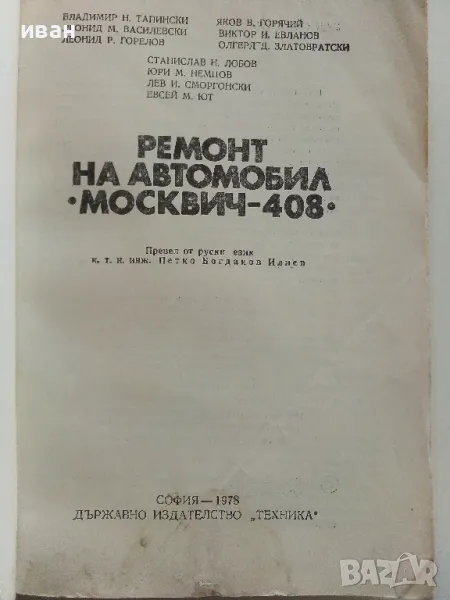 иван
ВЛАДИМИР Н. ТАПИНСКИ
ЛЕОНИД М. ВАСИЛЕВСКИ
ЛЕОНИД Р. ГОРЕЛОВ
ЯКОВ В. ГОРЯЧИЙ
ВИКТОР И. ЕВЛАНОВ
ОЛГЕРД Д. ЗЛАТОВРАТСКИ
СТАНИСЛАВ И. ЛОБОВ
ЮРИ М. НЕМЦОВ
ЛЕВ И. СМОРГОНСКИ
ЕВСЕЙ М. ЮТ
РЕМОНТ
НА АВТОМОБИЛ
•МОСКВИЧ-408•
Превел от руски език
к. т. н. инж. Петко Богданов Илиев
СОФИЯ—1978
ДЪРЖАВНО ИЗДАТЕЛСТВО „ТЕХНИКА“
BAZAR